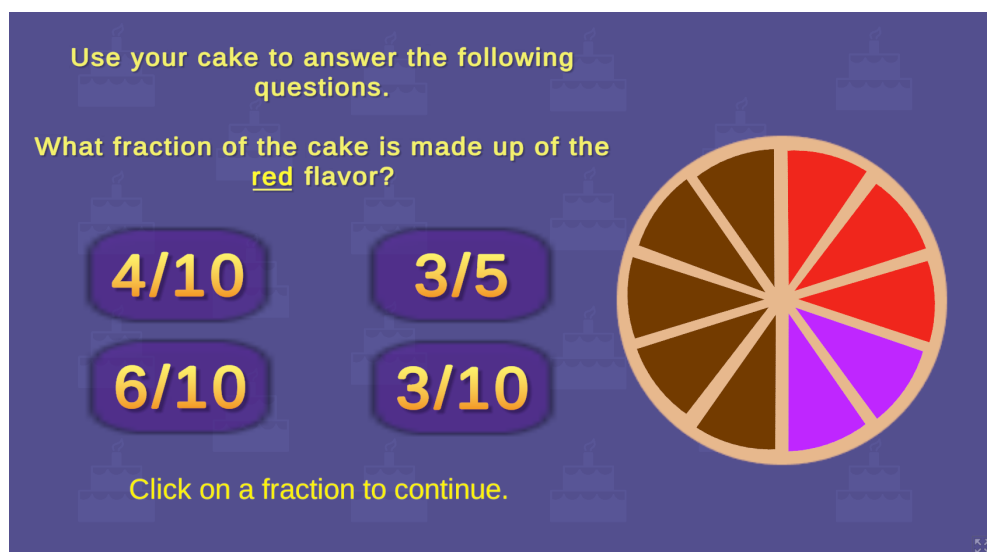 Use your cake to answer the following
questions.
What fraction of the cake is made up of the
red flavor?
4/10
3/5
6/10
3/10
Click on a fraction to continue.